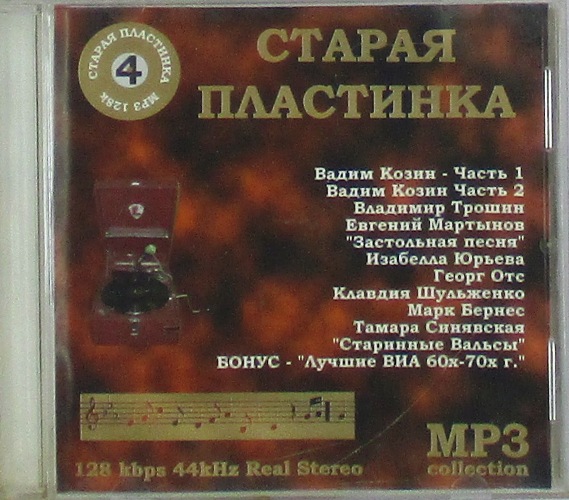 СТАРАЯ ПЛАСТИНКА
4
MP3 128k
СТАРАЯ
ПЛАСТИНКА
Вадим Козин - Часть 1
Вадим Козин Часть 2
Владимир Трошин
Евгений Мартынов
"Застольная песня"
Изабелла Юрьева
Георг Отс
Клавдия Шульженко
Марк Бернес
Тамара Синявская
"Старинные Вальсы"
БОНУС - "Лучшие ВИА 60х-70х г."
MP3
collection
128 kbps 44kHz Real Stereo